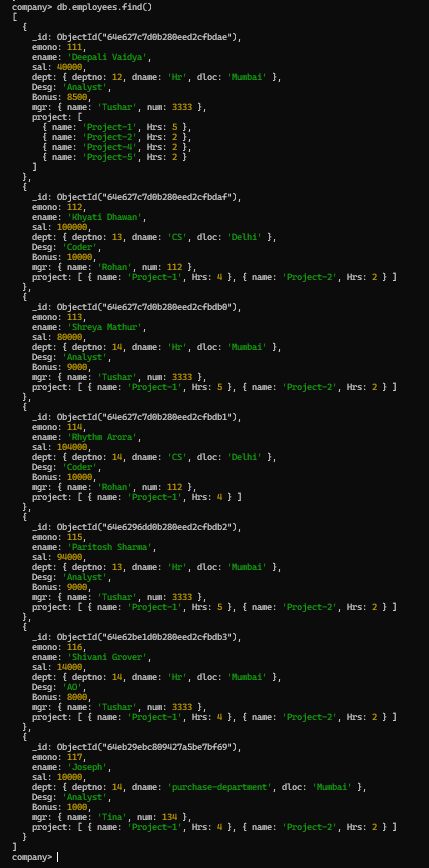 company> db.employees.find()
[
  {
    _id: ObjectId("64e627c7d0b280eed2cfbdae"),
    emono: 111,
    ename: 'Deepali Vaidya',
    sal: 40000,
    dept: { deptno: 12, dname: 'Hr', dloc: 'Mumbai' },
    Desg: 'Analyst',
    Bonus: 8500,
    mgr: { name: 'Tushar', num: 3333 },
    project: [
      { name: 'Project-1', Hrs: 5 },
      { name: 'Project-2', Hrs: 2 },
      { name: 'Project-4', Hrs: 2 },
      { name: 'Project-5', Hrs: 2 }
    ]
  },
  {
    _id: ObjectId("64e627c7d0b280eed2cfbdaf"),
    emono: 112,
    ename: 'Khyati Dhawan',
    sal: 100000,
    dept: { deptno: 13, dname: 'CS', dloc: 'Delhi' },
    Desg: 'Coder',
    Bonus: 10000,
    mgr: { name: 'Rohan', num: 112 },
    project: [ { name: 'Project-1', Hrs: 4 }, { name: 'Project-2', Hrs: 2 } ]
  },
  {
    _id: ObjectId("64e627c7d0b280eed2cfbdb0"),
    emono: 113,
    ename: 'Shreya Mathur',
    sal: 80000,
    dept: { deptno: 14, dname: 'Hr', dloc: 'Mumbai' },
    Desg: 'Analyst',
    Bonus: 9000,
    mgr: { name: 'Tushar', num: 3333 },
    project: [ { name: 'Project-1', Hrs: 5 }, { name: 'Project-2', Hrs: 2 } ]
  },
  {
    _id: ObjectId("64e627c7d0b280eed2cfbdb1"),
    emono: 114,
    ename: 'Rhythm Arora',
    sal: 104000,
    dept: { deptno: 14, dname: 'CS', dloc: 'Delhi' },
    Desg: 'Coder',
    Bonus: 10000,
    mgr: { name: 'Rohan', num: 112 },
    project: [ { name: 'Project-1', Hrs: 4 } ]
  },
  {
    _id: ObjectId("64e6296dd0b280eed2cfbdb2"),
    emono: 115,
    ename: 'Paritosh Sharma',
    sal: 94000,
    dept: { deptno: 13, dname: 'Hr', dloc: 'Mumbai' },
    Desg: 'Analyst',
    Bonus: 9000,
    mgr: { name: 'Tushar', num: 3333 },
    project: [ { name: 'Project-1', Hrs: 5 }, { name: 'Project-2', Hrs: 2 } ]
  },
  {
    _id: ObjectId("64e62be1d0b280eed2cfbdb3"),
    emono: 116,
    ename: 'Shivani Grover',
    sal: 14000,
    dept: { deptno: 14, dname: 'Hr', dloc: 'Mumbai' },
    Desg: 'AO',
    Bonus: 8000,
    mgr: { name: 'Tushar', num: 3333 },
    project: [ { name: 'Project-1', Hrs: 4 }, { name: 'Project-2', Hrs: 2 } ]
  },
  {
    _id: ObjectId("64eb29ebc809427a5be7bf69"),
    emono: 117,
    ename: 'Joseph',
    sal: 10000,
    dept: { deptno: 14, dname: 'purchase-department', dloc: 'Mumbai' },
    Desg: 'Analyst',
    Bonus: 1000,
    mgr: { name: 'Tina', num: 134 },
    project: [ { name: 'Project-1', Hrs: 4 }, { name: 'Project-2', Hrs: 2 } ]
  }
]
company>